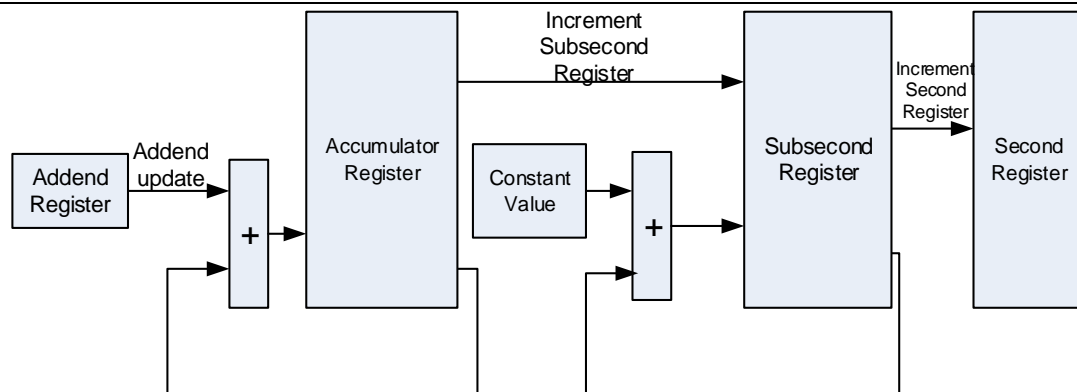 Increment
Subsecond
Register
Increment
Second
Register
Addend
update
Addend
Register
+
Accumulator
Register
Constant
Value
+
Subsecond
Register
Second
Register